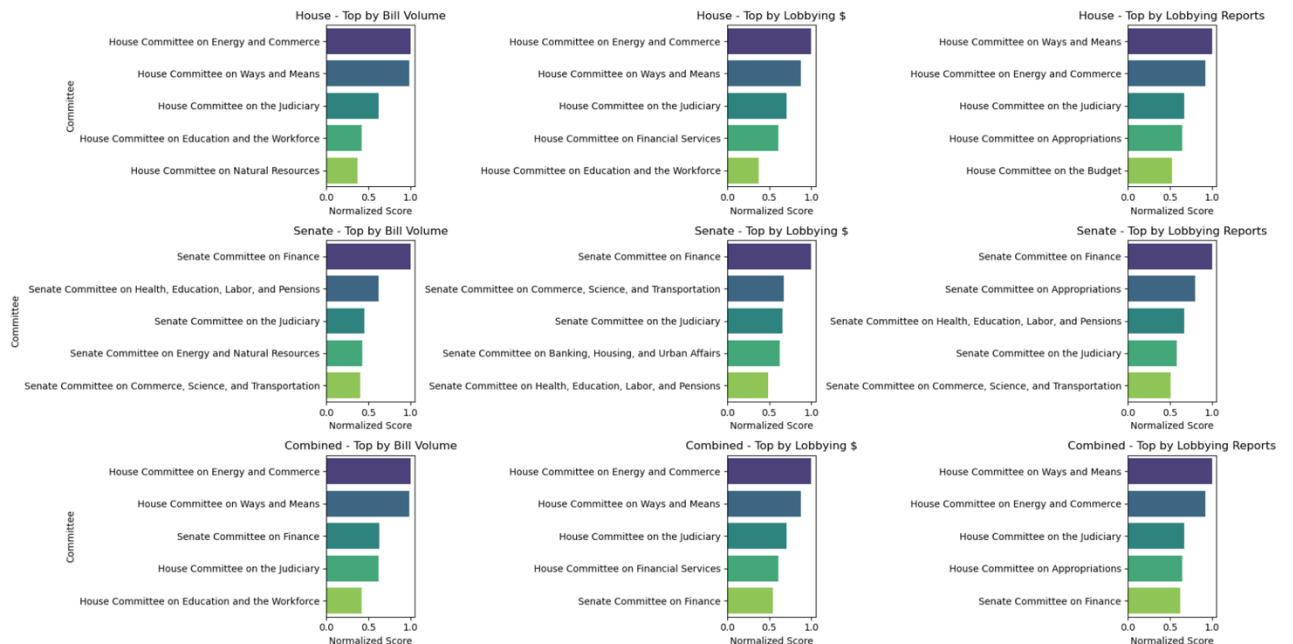 House - Top by Bill Volume
Committee
House Committee on Energy and Commerce
House Committee on Ways and Means
House Committee on the Judiciary
House Committee on Education and the Workforce
House Committee on Natural Resources
0.0 0.5 1.0
Normalized Score
House - Top by Lobbying $
House Committee on Energy and Commerce
House Committee on Ways and Means
House Committee on the Judiciary
House Committee on Financial Services
House Committee on Education and the Workforce
0.0 0.5 1.0
Normalized Score
House - Top by Lobbying Reports
House Committee on Ways and Means
House Committee on Energy and Commerce
House Committee on the Judiciary
House Committee on Appropriations
House Committee on the Budget
0.0 0.5 1.0
Normalized Score
Senate - Top by Bill Volume
Committee
Senate Committee on Finance
Senate Committee on Health, Education, Labor, and Pensions
Senate Committee on the Judiciary
Senate Committee on Energy and Natural Resources
Senate Committee on Commerce, Science, and Transportation
0.0 0.5 1.0
Normalized Score
Senate - Top by Lobbying $
Senate Committee on Finance
Senate Committee on Commerce, Science, and Transportation
Senate Committee on the Judiciary
Senate Committee on Banking, Housing, and Urban Affairs
Senate Committee on Health, Education, Labor, and Pensions
0.0 0.5 1.0
Normalized Score
Senate - Top by Lobbying Reports
Senate Committee on Finance
Senate Committee on Appropriations
Senate Committee on Health, Education, Labor, and Pensions
Senate Committee on the Judiciary
Senate Committee on Commerce, Science, and Transportation
0.0 0.5 1.0
Normalized Score
Combined - Top by Bill Volume
Committee
House Committee on Energy and Commerce
House Committee on Ways and Means
Senate Committee on Finance
House Committee on the Judiciary
House Committee on Education and the Workforce
0.0 0.5 1.0
Normalized Score
Combined - Top by Lobbying $
House Committee on Energy and Commerce
House Committee on Ways and Means
House Committee on the Judiciary
House Committee on Financial Services
Senate Committee on Finance
0.0 0.5 1.0
Normalized Score
Combined - Top by Lobbying Reports
House Committee on Ways and Means
House Committee on Energy and Commerce
House Committee on the Judiciary
House Committee on Appropriations
Senate Committee on Finance
0.0 0.5 1.0
Normalized Score